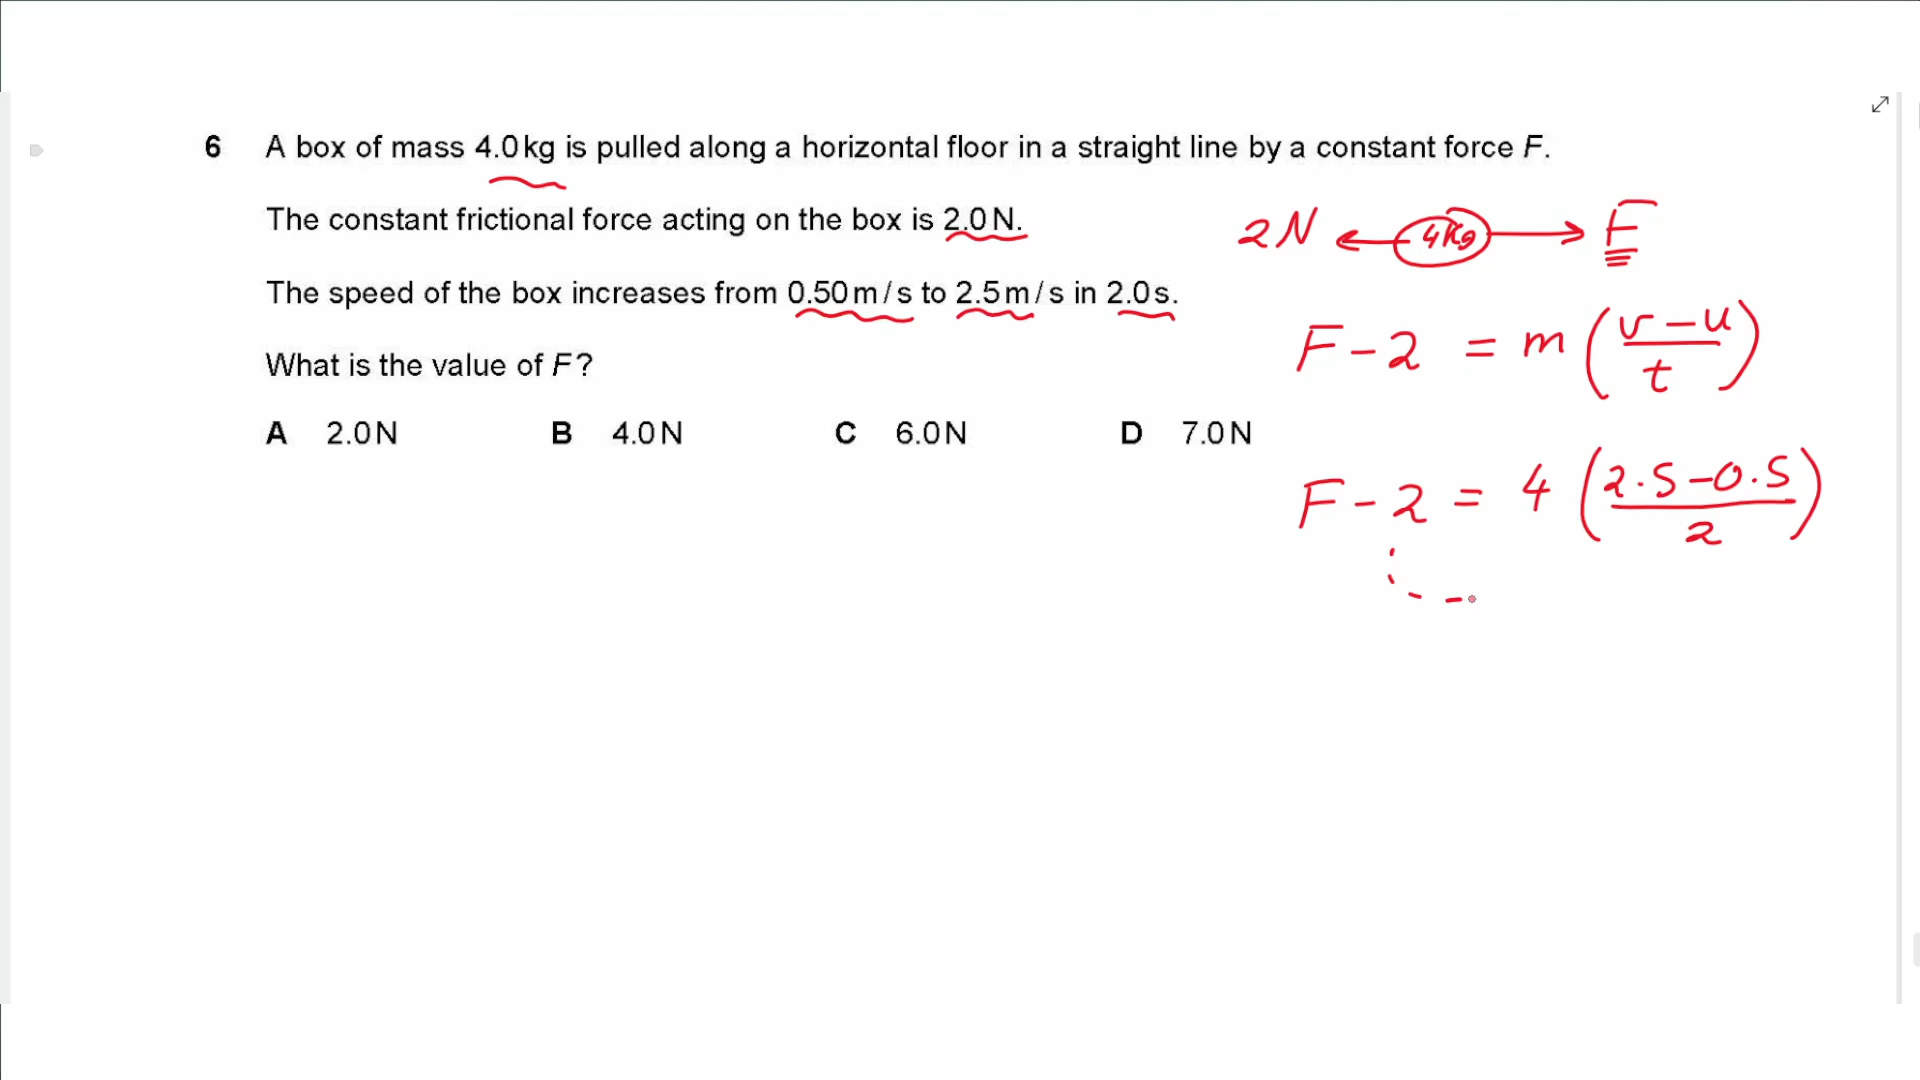 6 A box of mass 4.0 kg is pulled along a horizontal floor in a straight line by a constant force F.
The constant frictional force acting on the box is 2.0 N.
The speed of the box increases from 0.50 m/s to 2.5 m/s in 2.0 s.
What is the value of F?
A 2.0 N B 4.0 N C 6.0 N D 7.0 N
2N 4kg F
F - 2 = m (v - u / t)
F - 2 = 4 (2.5 - 0.5 / 2)